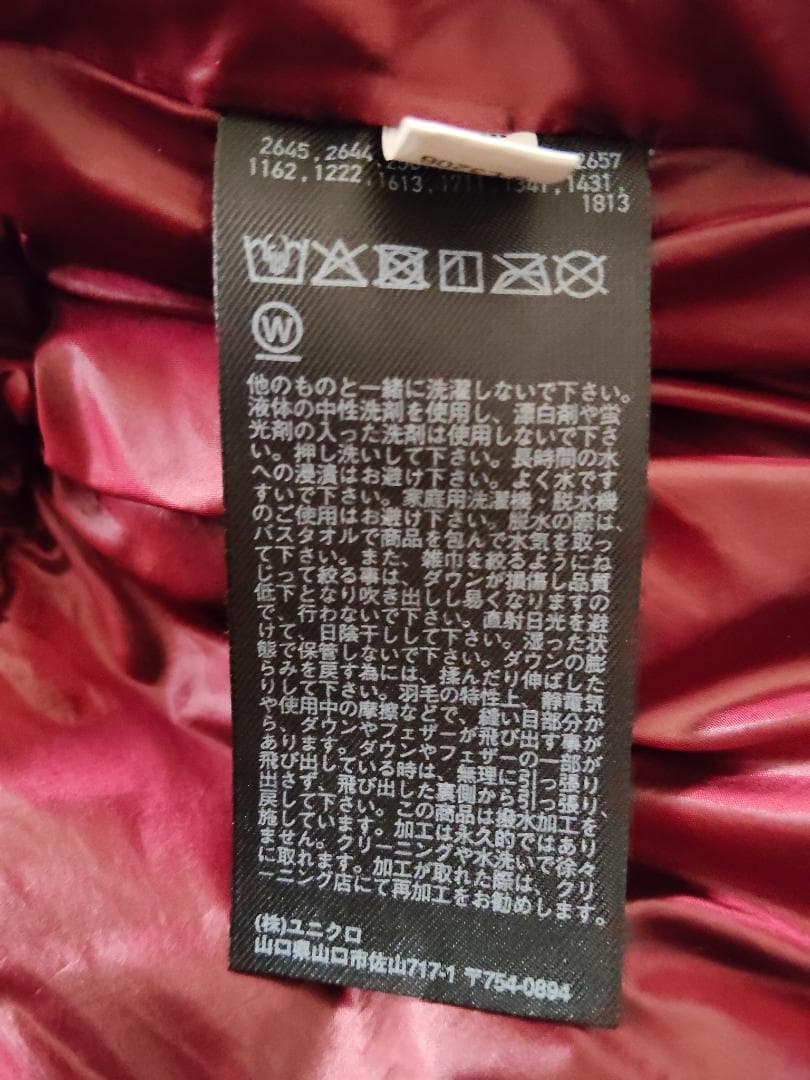 2645,2644, 2657
1162,1222, 1613,1711,1341,1431,
1813
W
他のものと一緒に洗濯しないで下さい。
液体の中性洗剤を使用し、漂白剤や蛍
光剤の入った洗剤は使用しないで下さ
い。押し洗いして下さい。長時間の水
への浸漬はお避け下さい。よく水です
すいで下さい。家庭用洗濯機・脱水機
のご使用はお避け下さい。脱水の際は、
バスタオルで商品を包んで水気を取っ
て下さい。また、雑巾を絞るようにね
じって絞る事は、ダウンが損傷し品質
低下となり吹き出しし易くなりますの
で、行わないで下さい。直射日光を避
けて、日陰干しして下さい。湿った状
態で保管しないで下さい。ダウンの膨
らみを戻す為には、揉んだり伸ばした
りして下さい。羽毛の特性上、静電気
や使用中の摩擦などで、縫い目部分か
ら、ダウンやフェザーが飛び出す事が
あります。ダウンやフェザーの一部が
飛び出している時は、無理に引っ張り
出さず、飛び出した裏側から引っ張り、
戻して下さい。この商品は撥水加工を
施しています。加工は永久的ではあり
ません。クリーニングや水洗いで徐々
に取れます。加工が取れた際は、クリ
ーニング店にて再加工をお勧めします。
(株)ユニクロ
山口県山口市佐山717-1 〒754-0894